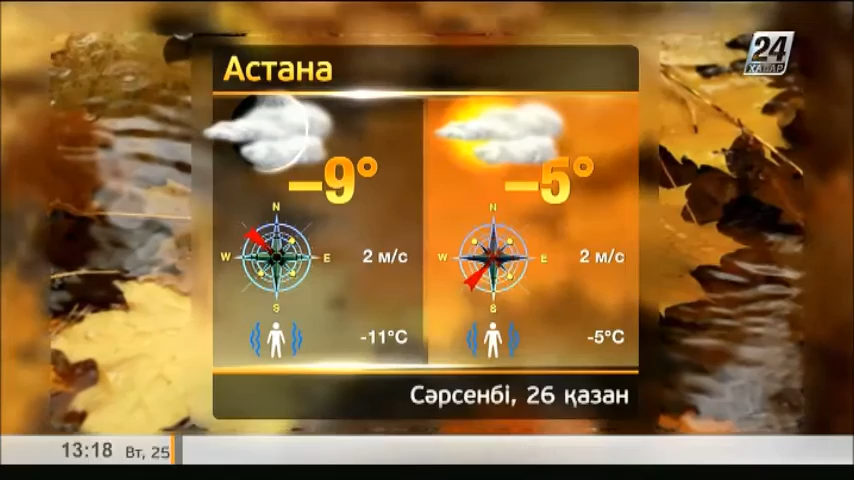 24
ХАБАР
Астана
–9° –5°
N N
W E W E
S S
2 м/с 2 м/с
-11°C -5°C
Сәрсенбі, 26 қазан
13:18 Вт, 25